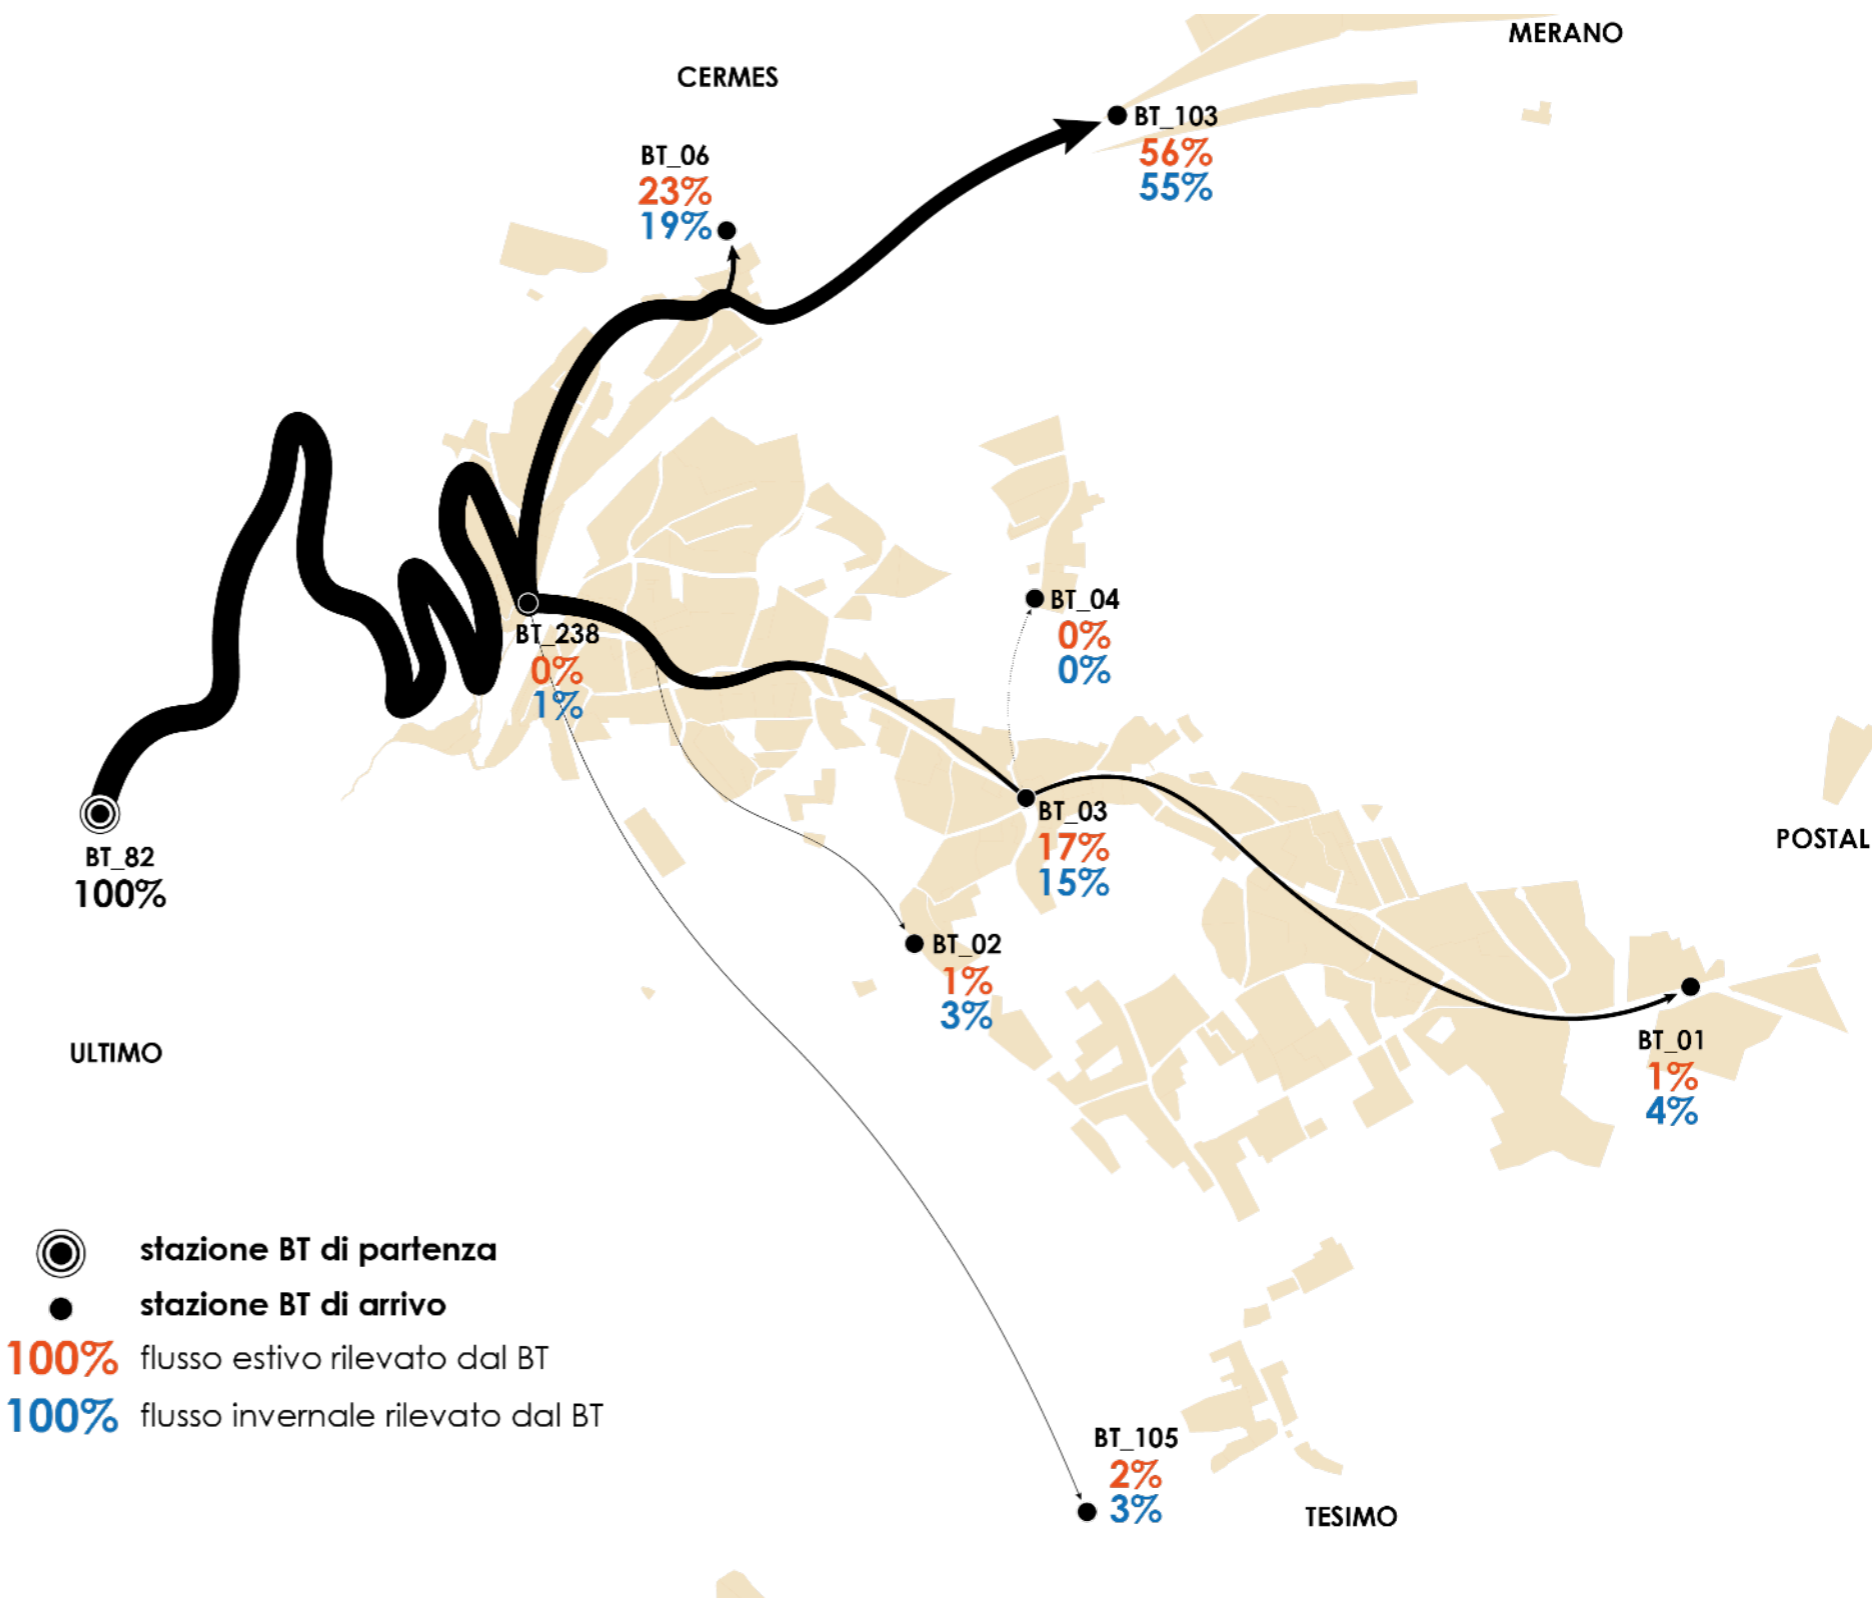 MERANO
CERMES
BT_103
56%
55%
BT_06
23%
19%
BT_04
0%
0%
BT_238
0%
1%
BT_03
17%
15%
POSTAL
BT_82
100%
BT_02
1%
3%
BT_01
1%
4%
ULTIMO
stazione BT di partenza
stazione BT di arrivo
100% flusso estivo rilevato dal BT
100% flusso invernale rilevato dal BT
BT_105
2%
3%
TESIMO